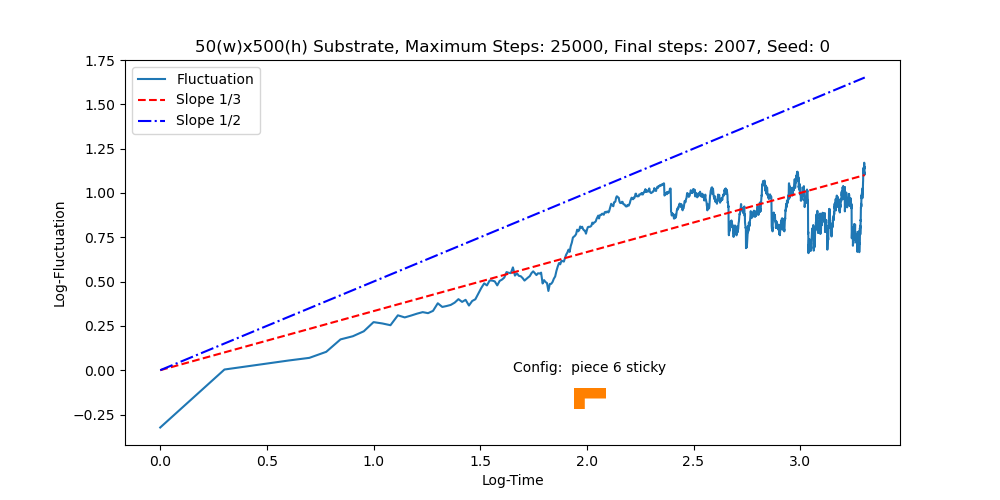 50(w)x500(h) Substrate, Maximum Steps: 25000, Final steps: 2007, Seed: 0
Fluctuation
Slope 1/3
Slope 1/2
1.75
1.50
1.25
1.00
0.75
0.50
0.25
0.00
−0.25
Log-Fluctuation
Config:  piece 6 sticky
0.0 0.5 1.0 1.5 2.0 2.5 3.0
Log-Time